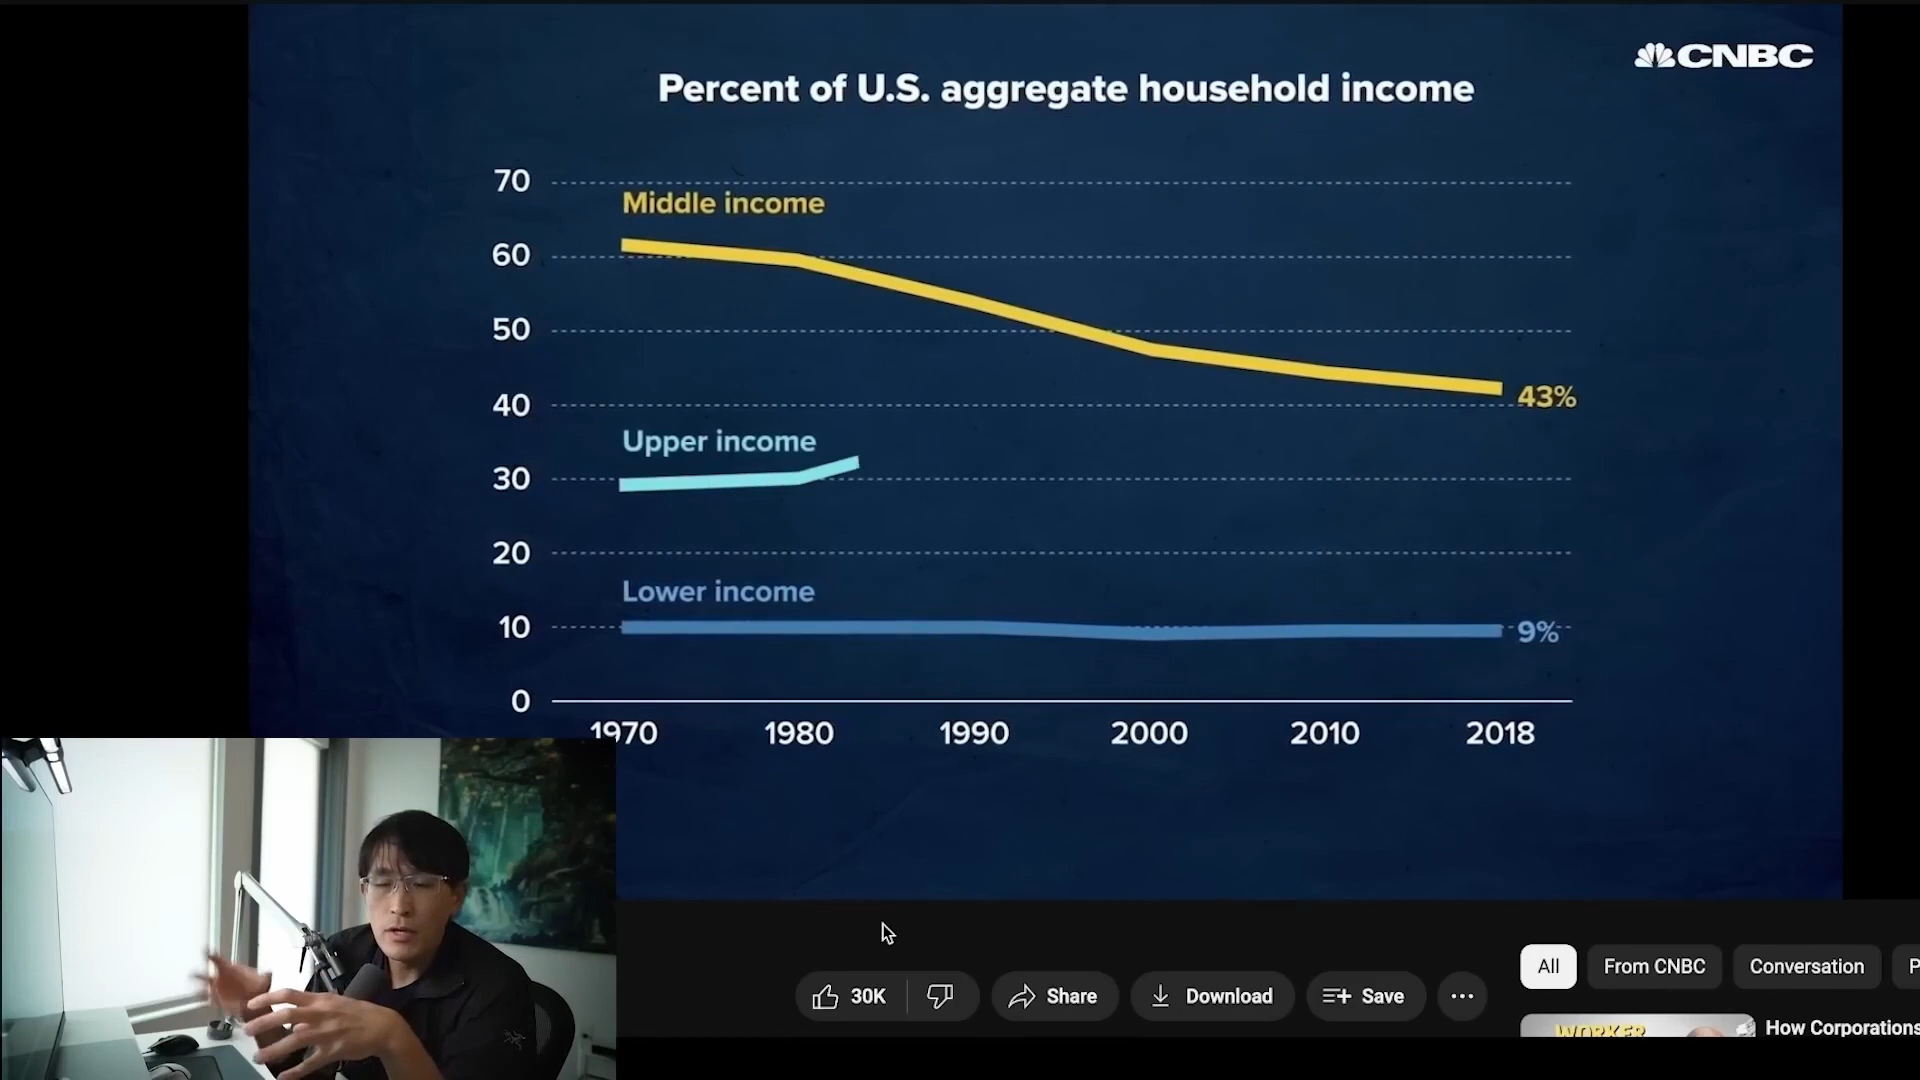 CNBC
Percent of U.S. aggregate household income
70
Middle income
60
50
43%
40
Upper income
30
20
Lower income
10
9%
0
1970 1980 1990 2000 2010 2018
30K Share Download Save
All From CNBC Conversation P
WORKER
How Corporations